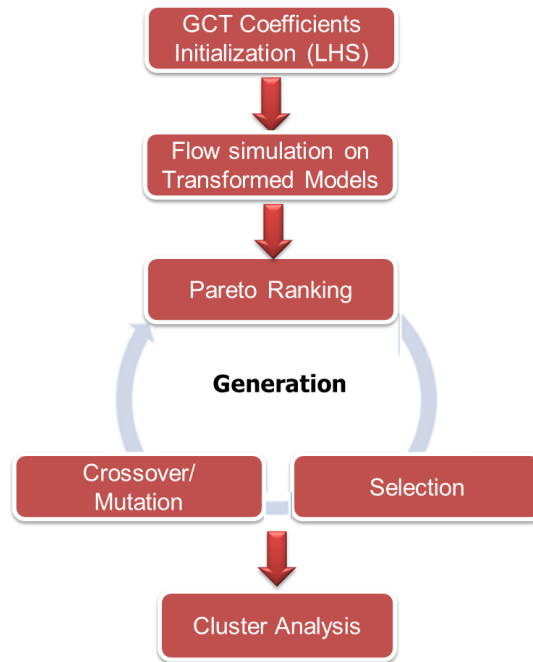 GCT Coefficients
Initialization (LHS)
Flow simulation on
Transformed Models
Pareto Ranking
Generation
Crossover/
Mutation
Selection
Cluster Analysis